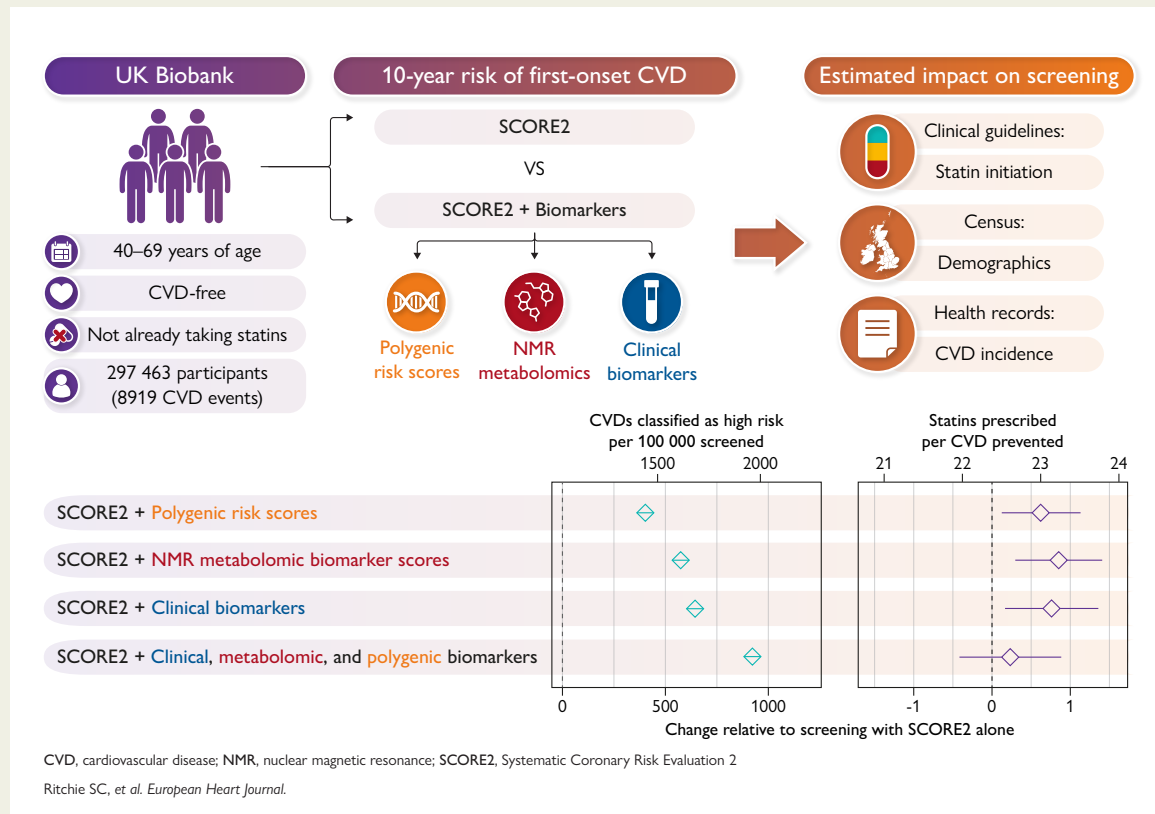 UK Biobank
40–69 years of age
CVD-free
Not already taking statins
297 463 participants
(8919 CVD events)
10-year risk of first-onset CVD
SCORE2
VS
SCORE2 + Biomarkers
Polygenic
risk scores
NMR
metabolomics
Clinical
biomarkers
Estimated impact on screening
Clinical guidelines:
Statin initiation
Census:
Demographics
Health records:
CVD incidence
CVDs classified as high risk
per 100 000 screened
1500 2000
Statins prescribed
per CVD prevented
21 22 23 24
SCORE2 + Polygenic risk scores
SCORE2 + NMR metabolomic biomarker scores
SCORE2 + Clinical biomarkers
SCORE2 + Clinical, metabolomic, and polygenic biomarkers
0 500 1000
-1 0 1
Change relative to screening with SCORE2 alone
CVD, cardiovascular disease; NMR, nuclear magnetic resonance; SCORE2, Systematic Coronary Risk Evaluation 2
Ritchie SC, et al. European Heart Journal.